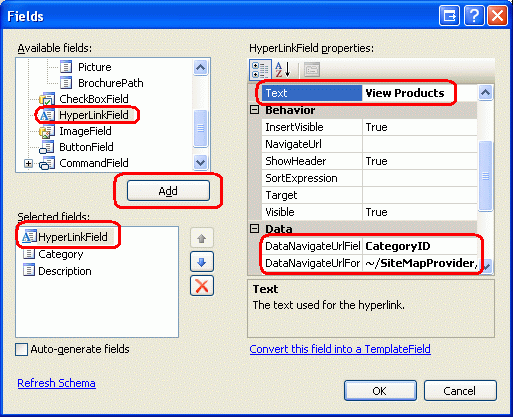 Fields
Available fields:
Picture
BrochurePath
CheckBoxField
HyperLinkField
ImageField
ButtonField
CommandField
Add
Selected fields:
HyperLinkField
Category
Description
Auto-generate fields
Refresh Schema
HyperLinkField properties:
Text View Products
Behavior
InsertVisible True
NavigateUrl
ShowHeader True
SortExpression
Target
Visible True
Data
DataNavigateUrlFiel CategoryID
DataNavigateUrlFor ~/SiteMapProvider,
Text
The text used for the hyperlink.
Convert this field into a TemplateField
OK Cancel